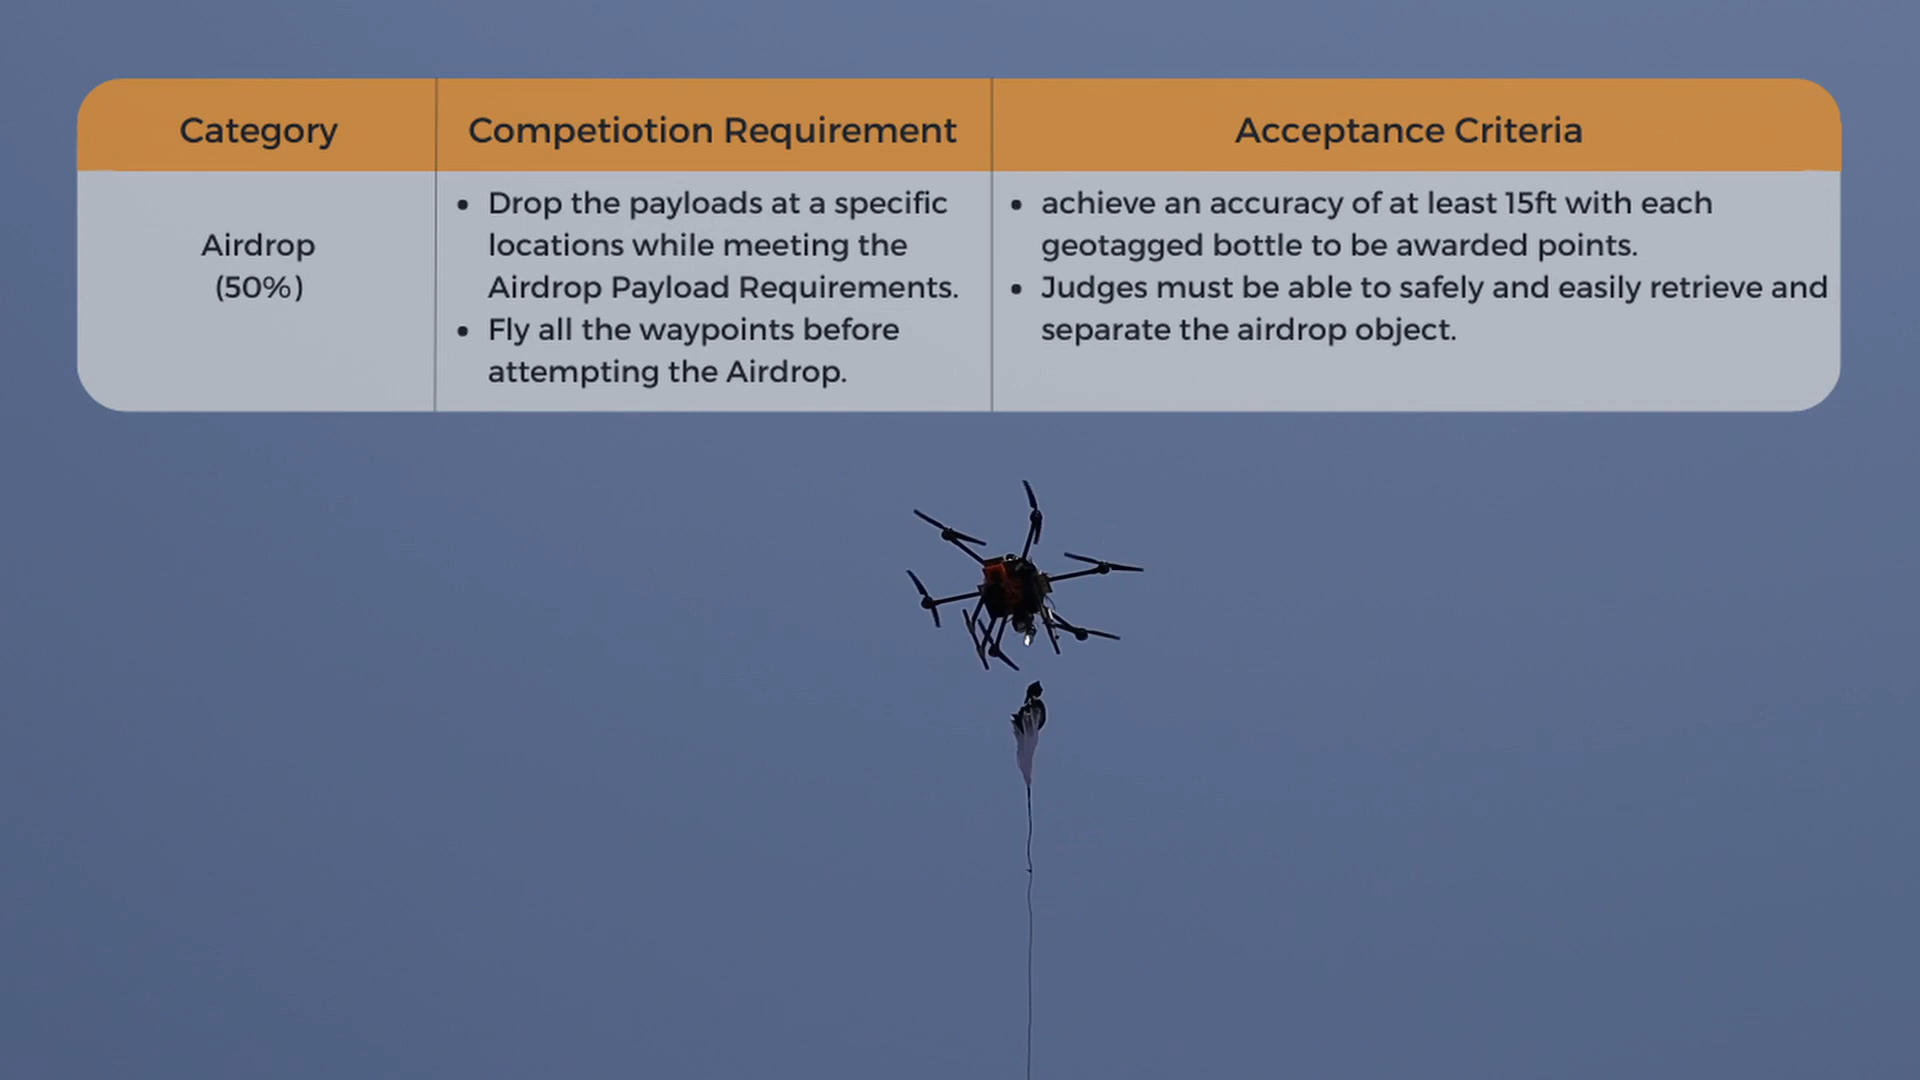 Category
Competiotion Requirement
Acceptance Criteria
Airdrop
(50%)
• Drop the payloads at a specific
locations while meeting the
Airdrop Payload Requirements.
• Fly all the waypoints before
attempting the Airdrop.
• achieve an accuracy of at least 15ft with each
geotagged bottle to be awarded points.
• Judges must be able to safely and easily retrieve and
separate the airdrop object.